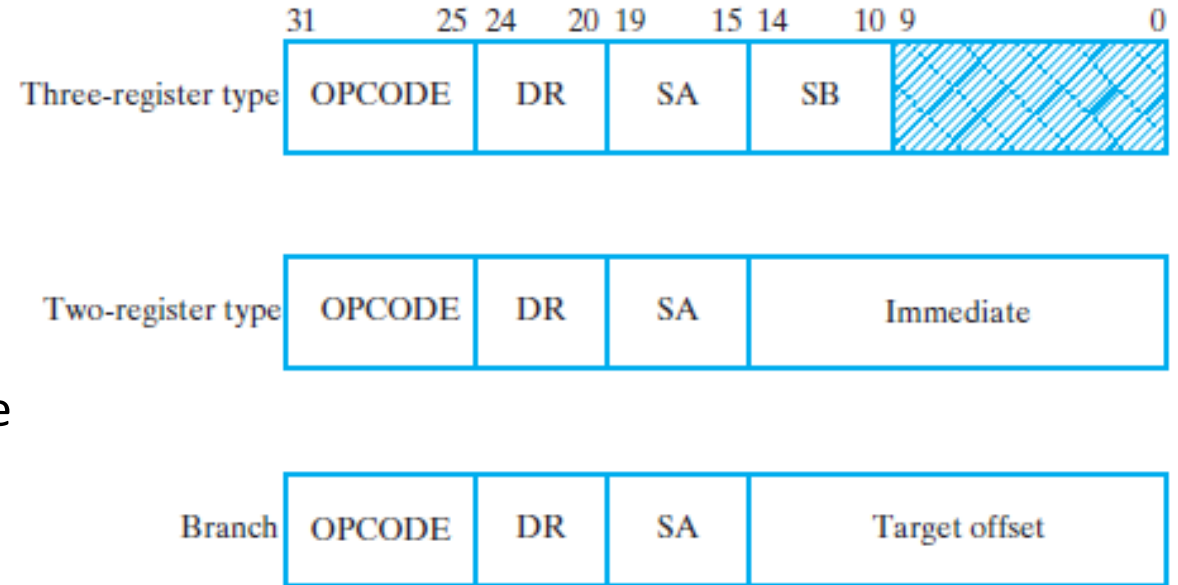 31 25 24 20 19 15 14 10 9 0
Three-register type OPCODE DR SA SB
Two-register type OPCODE DR SA Immediate
e
Branch OPCODE DR SA Target offset